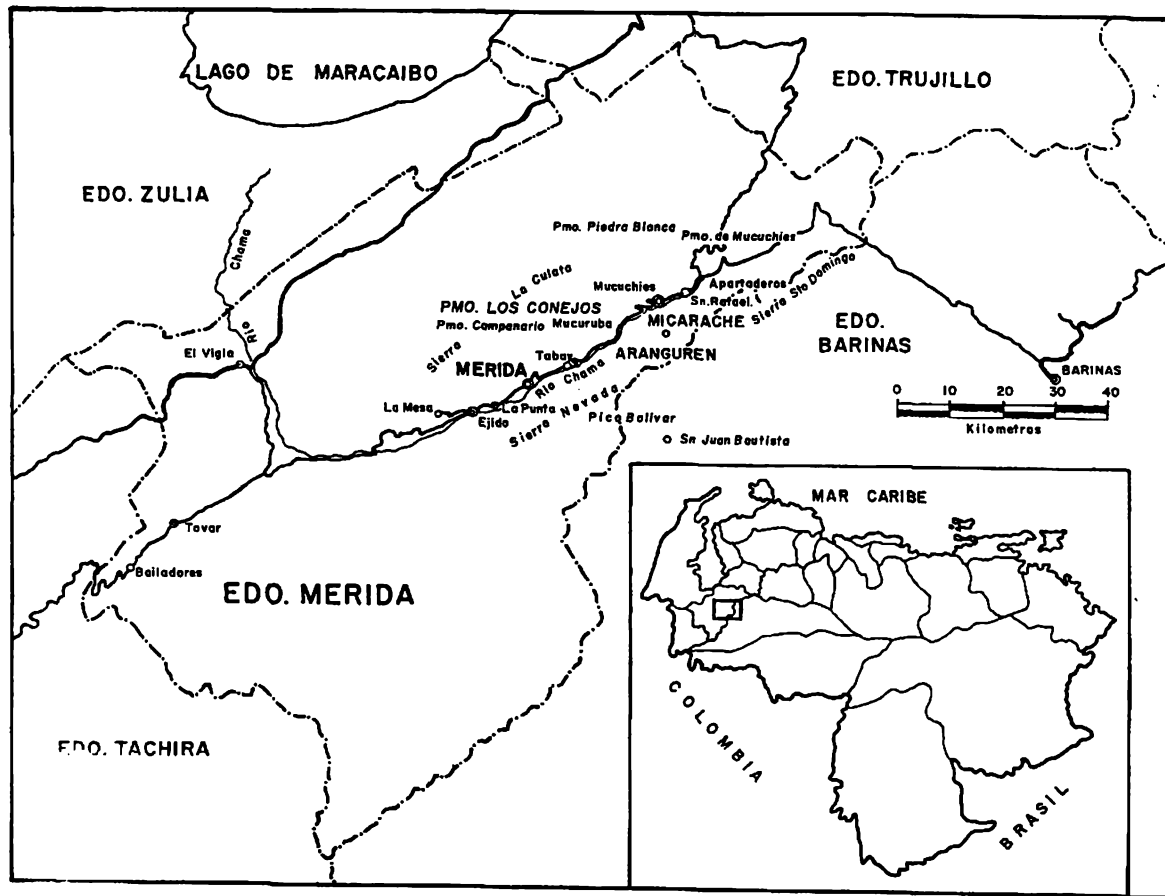 LAGO DE MARACAIBO
EDO. TRUJILLO
EDO. ZULIA
Chama
Río
Pmo. Piedra Blanca
Pmo. de Mucuchies
La Culata
Mucuchies
Apartaderos
Sn. Rafael.
Sierra Sto Domingo
PMO. LOS CONEJOS
Pmo. Campanario
Mucuruba
MICARACHE
EDO.
BARINAS
El Vigia
Sierra
Tabay
ARANGUREN
MERIDA
Río Chama
BARINAS
La Mesa
La Punta
Ejido
Sierra Nevada
Pico Bolivar
0 10 20 30 40
Kilometros
Sn Juan Bautista
Tovar
Bailadores
EDO. MERIDA
EDO. TACHIRA
MAR CARIBE
COLOMBIA
BRASIL